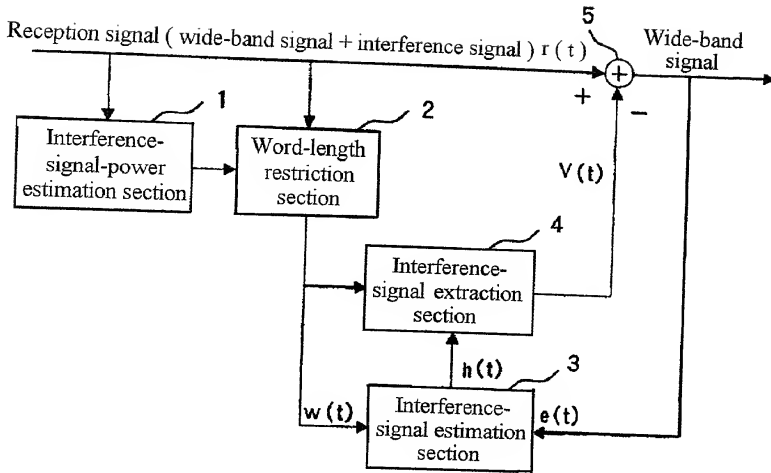 Reception signal ( wide-band signal + interference signal ) r(t)
5
Wide-band
signal
+
+
−
1
Interference-
signal-power
estimation section
2
Word-length
restriction
section
V(t)
4
Interference-
signal extraction
section
h(t)
3
w(t)
Interference-
signal estimation
section
e(t)